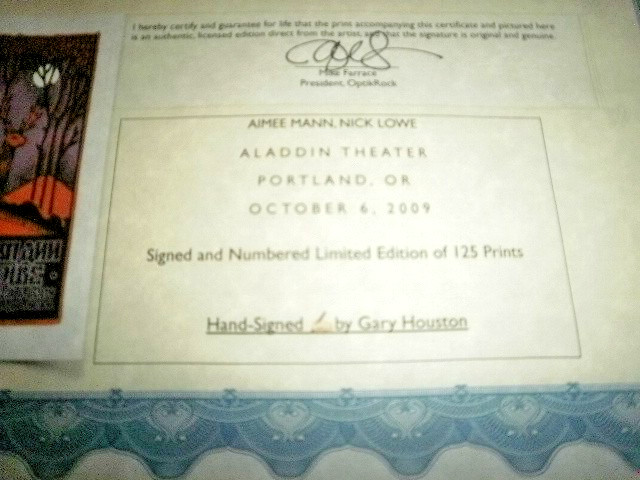 I hereby certify and guarantee for life that the print accompanying this certificate and pictured here
is an authentic, licensed edition direct from the artist, and that the signature is original and genuine.
Mike Farrace
President, OptikRock
AIMEE MANN, NICK LOWE
ALADDIN THEATER
PORTLAND, OR
OCTOBER 6, 2009
Signed and Numbered Limited Edition of 125 Prints
Hand-Signed by Gary Houston